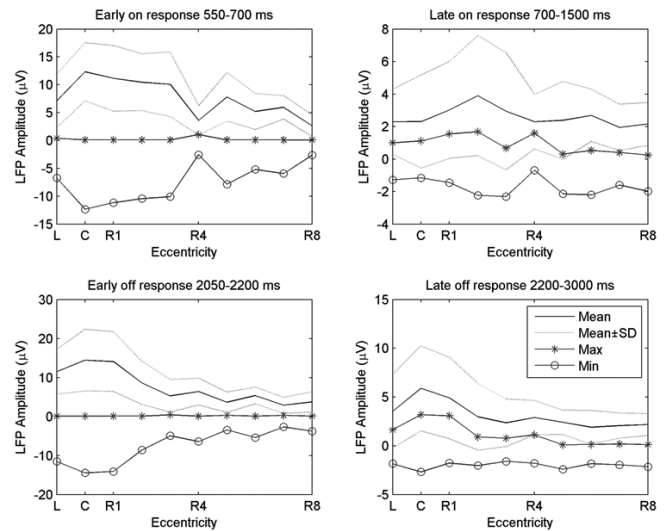 Early on response 550-700 ms
LFP Amplitude (μV)
20
15
10
5
0
-5
-10
-15
L C R1 R4 R8
Eccentricity
Late on response 700-1500 ms
LFP Amplitude (μV)
8
6
4
2
0
-2
-4
L C R1 R4 R8
Eccentricity
Early off response 2050-2200 ms
LFP Amplitude (μV)
30
20
10
0
-10
-20
L C R1 R4 R8
Eccentricity
Late off response 2200-3000 ms
LFP Amplitude (μV)
15
10
5
0
-5
L C R1 R4 R8
Eccentricity
Mean
Mean±SD
Max
Min